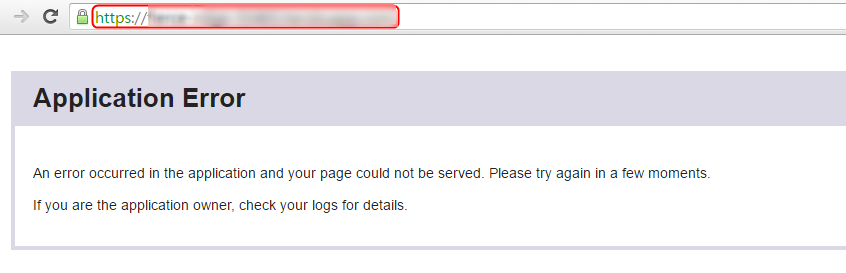 https://
Application Error
An error occurred in the application and your page could not be served. Please try again in a few moments.
If you are the application owner, check your logs for details.